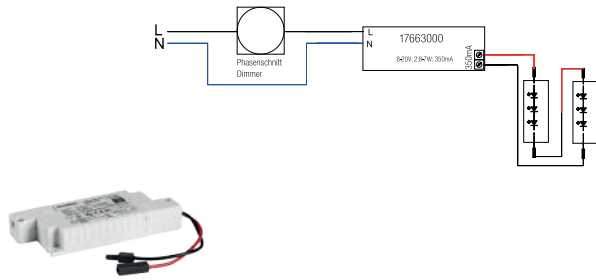 L
N
Phasenschnitt
Dimmer
L
N
17663000
8-20V; 2,8-7W; 350mA
350mA